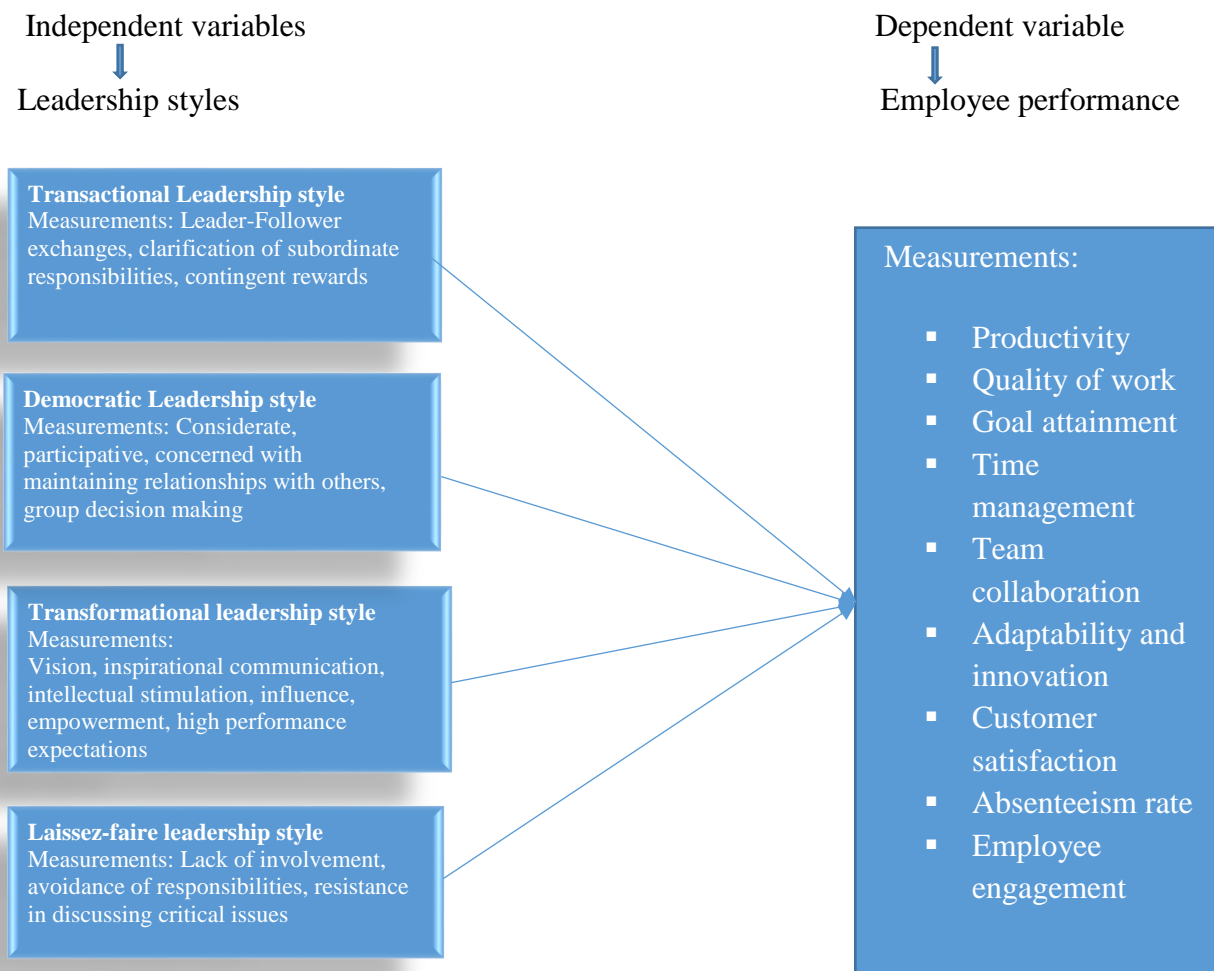 Independent variables
Leadership styles
Dependent variable
Employee performance
Transactional Leadership style
Measurements: Leader-Follower
exchanges, clarification of subordinate
responsibilities, contingent rewards
Democratic Leadership style
Measurements: Considerate,
participative, concerned with
maintaining relationships with others,
group decision making
Transformational leadership style
Measurements:
Vision, inspirational communication,
intellectual stimulation, influence,
empowerment, high performance
expectations
Laissez-faire leadership style
Measurements: Lack of involvement,
avoidance of responsibilities, resistance
in discussing critical issues
Measurements:
▪ Productivity
▪ Quality of work
▪ Goal attainment
▪ Time
management
▪ Team
collaboration
▪ Adaptability and
innovation
▪ Customer
satisfaction
▪ Absenteeism rate
▪ Employee
engagement